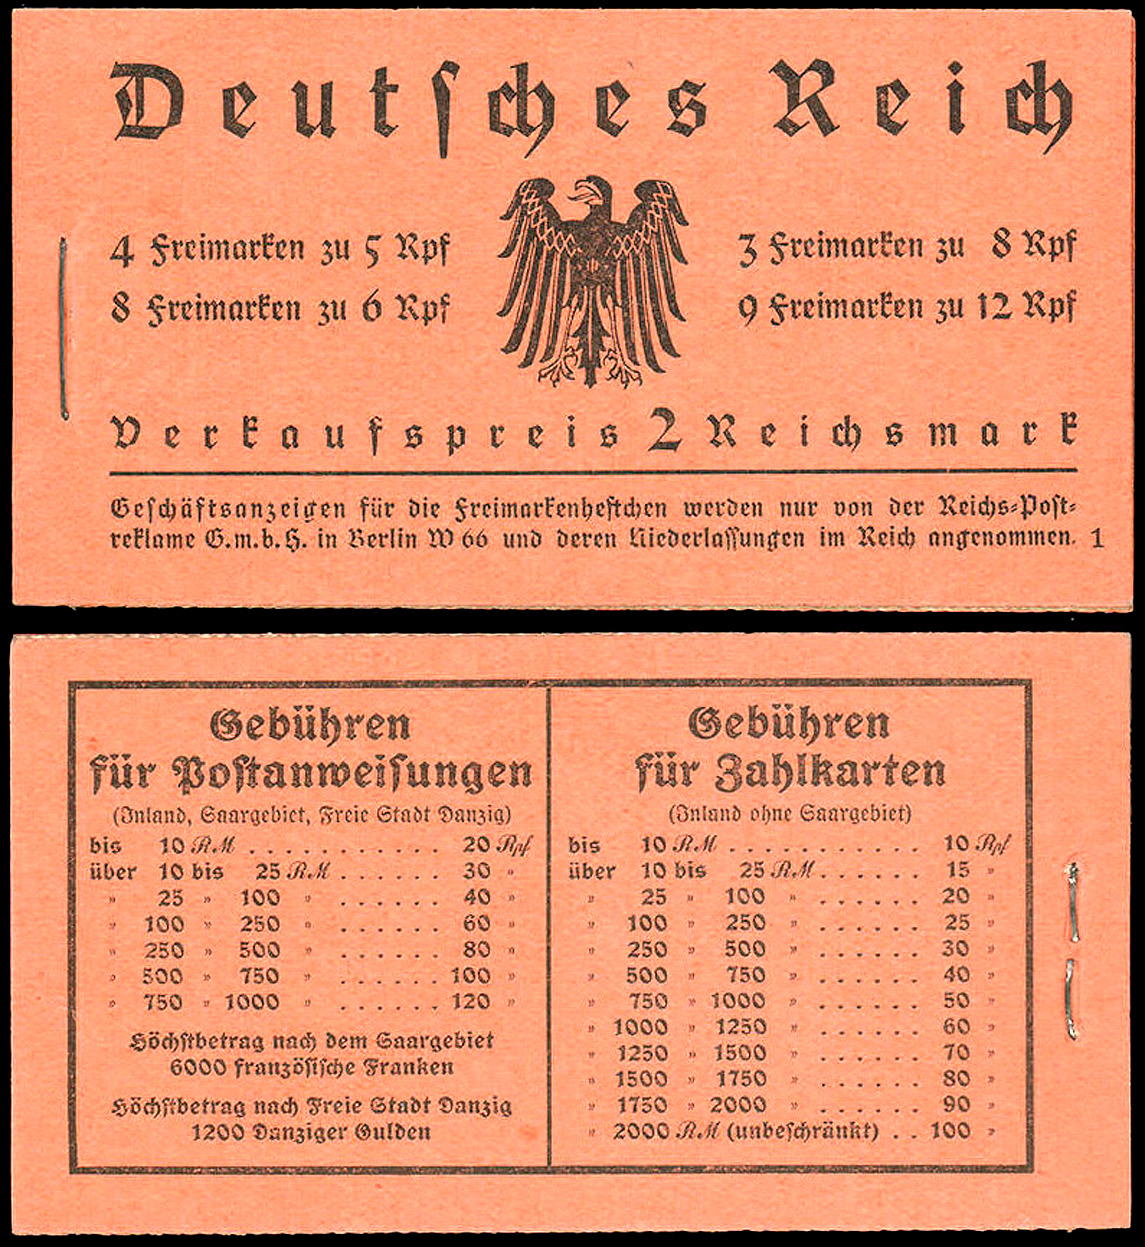 Deutſches Reich
4 Freimarken zu 5 Rpf
8 Freimarken zu 6 Rpf
3 Freimarken zu 8 Rpf
9 Freimarken zu 12 Rpf
Verkaufspreis 2 Reichsmark
Geſchäftsanzeigen für die Freimarkenheftchen werden nur von der Reichs-Poſt-
reklame G.m.b.H. in Berlin W 66 und deren Niederlaſſungen im Reich angenommen. 1
Gebühren
für Poſtanweiſungen
(Inland, Saargebiet, Freie Stadt Danzig)
bis 10 RM . . . . . . . . . . . 20 Rpf
über 10 bis 25 RM . . . . . . 30 "
" 25 " 100 " . . . . . . 40 "
" 100 " 250 " . . . . . . 60 "
" 250 " 500 " . . . . . . 80 "
" 500 " 750 " . . . . . . 100 "
" 750 " 1000 " . . . . . . 120 "
Höchſtbetrag nach dem Saargebiet
6000 franzöſiſche Franken
Höchſtbetrag nach Freie Stadt Danzig
1200 Danziger Gulden
Gebühren
für Zahlkarten
(Inland ohne Saargebiet)
bis 10 RM . . . . . . . . . . . 10 Rpf
über 10 bis 25 RM . . . . . . 15 "
" 25 " 100 " . . . . . . 20 "
" 100 " 250 " . . . . . . 25 "
" 250 " 500 " . . . . . . 30 "
" 500 " 750 " . . . . . . 40 "
" 750 " 1000 " . . . . . . 50 "
" 1000 " 1250 " . . . . . . 60 "
" 1250 " 1500 " . . . . . . 70 "
" 1500 " 1750 " . . . . . . 80 "
" 1750 " 2000 " . . . . . . 90 "
" 2000 RM (unbeſchränkt) . . 100 "